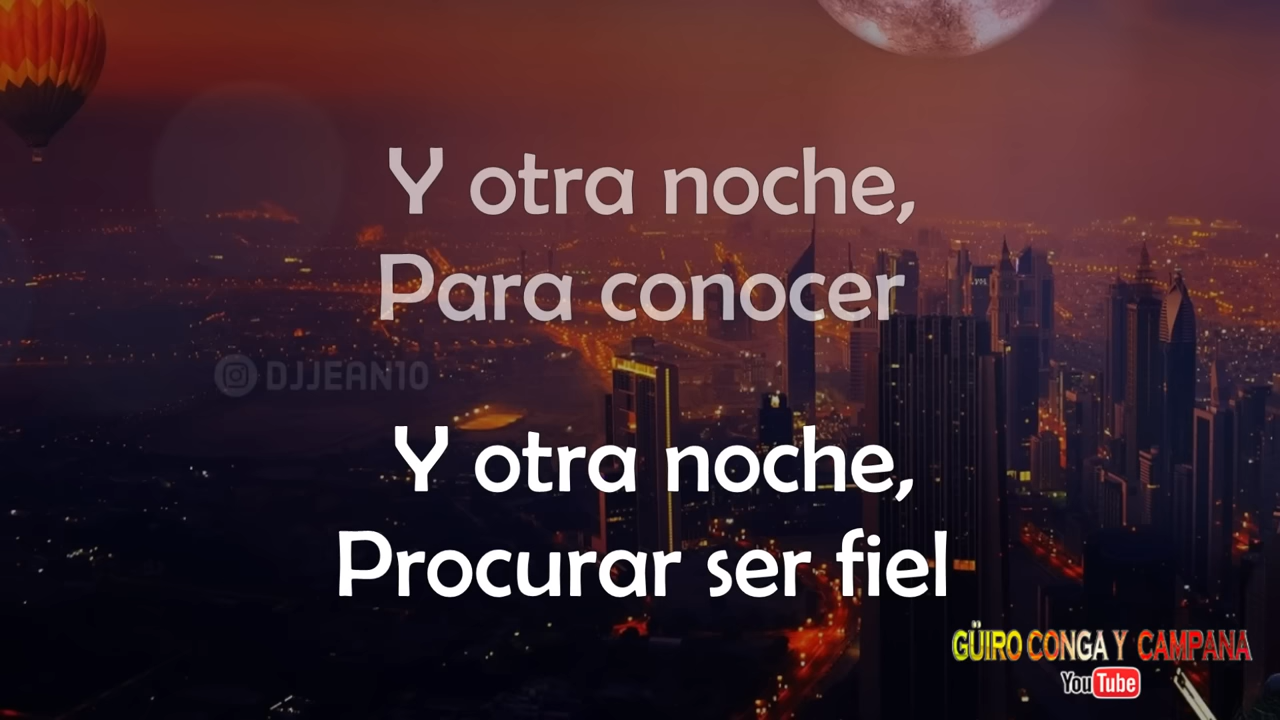 Y otra noche,
Para conocer
DJJEAN10
Y otra noche,
Procurar ser fiel
GÜIRO CONGA Y CAMPANA
YouTube